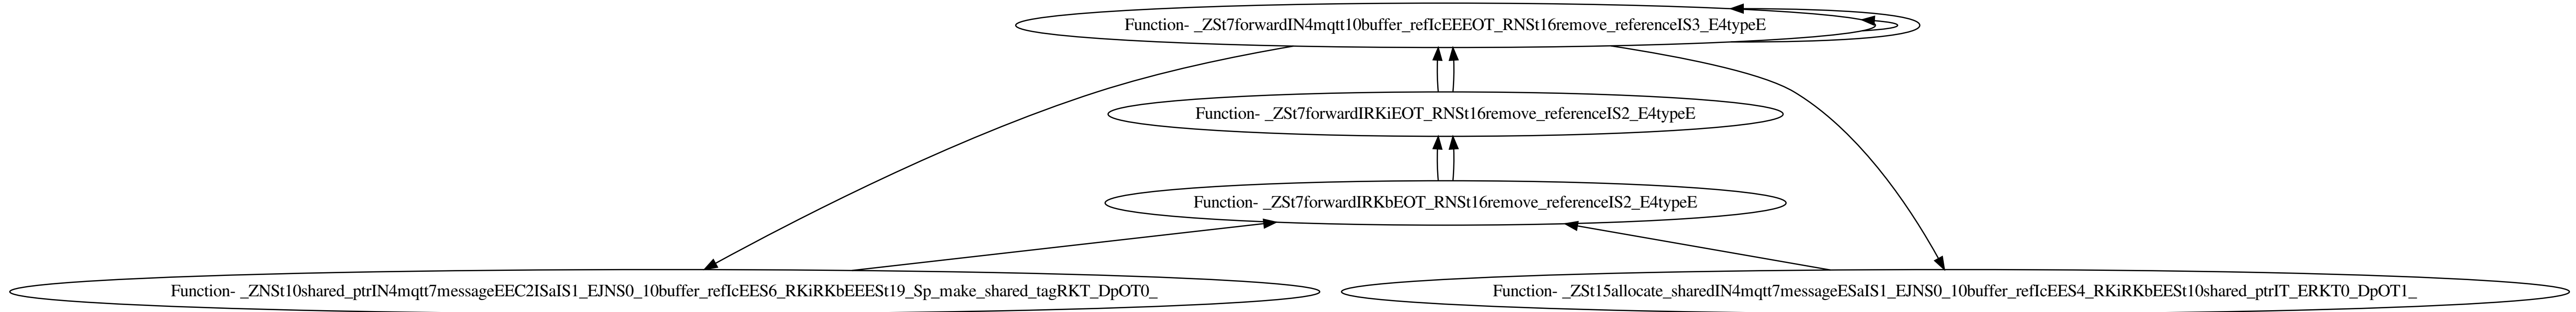 Function- _ZSt7forwardIN4mqtt10buffer_refIcEEEOT_RNSt16remove_referenceIS3_E4typeE
Function- _ZSt7forwardIRKiEOT_RNSt16remove_referenceIS2_E4typeE
Function- _ZSt7forwardIRKbEOT_RNSt16remove_referenceIS2_E4typeE
Function- _ZNSt10shared_ptrIN4mqtt7messageEEC2ISaIS1_EJNS0_10buffer_refIcEES6_RKiRKbEEESt19_Sp_make_shared_tagRKT_DpOT0_
Function- _ZSt15allocate_sharedIN4mqtt7messageESaIS1_EJNS0_10buffer_refIcEES4_RKiRKbEESt10shared_ptrIT_ERKT0_DpOT1_